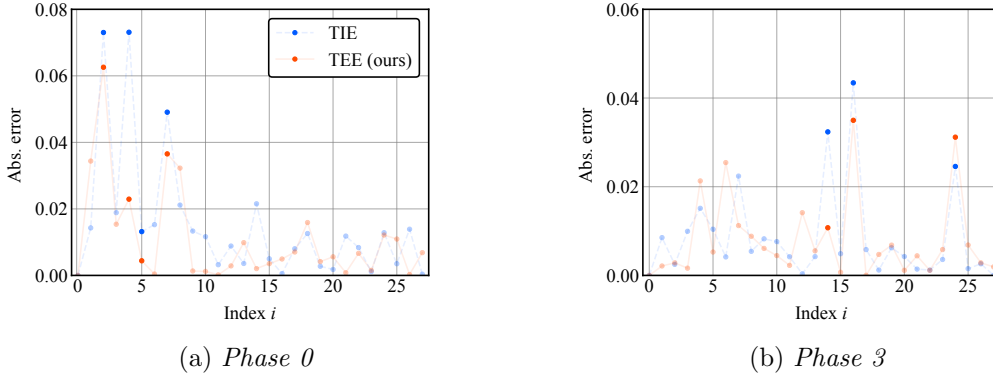 0.08
0.06
0.04
0.02
0.00
Abs. error
0 5 10 15 20 25
Index i
TIE
TEE (ours)
(a) Phase 0
0.06
0.04
0.02
0.00
Abs. error
0 5 10 15 20 25
Index i
(b) Phase 3